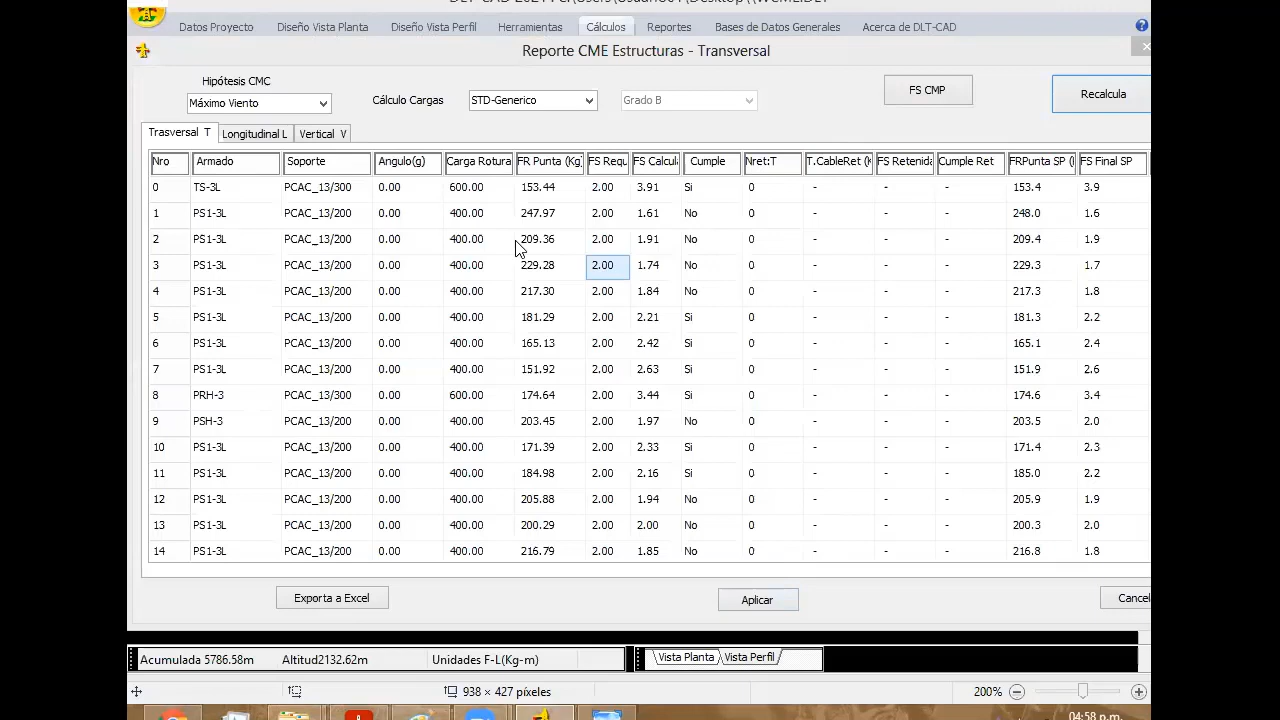 Datos Proyecto Diseño Vista Planta Diseño Vista Perfil Herramientas Cálculos Reportes Bases de Datos Generales Acerca de DLT-CAD
Reporte CME Estructuras - Transversal
Hipótesis CMC
Máximo Viento Cálculo Cargas STD-Generico Grado B FS CMP Recalcula
Trasversal T Longitudinal L Vertical V
Nro Armado Soporte Angulo(g) Carga Rotura FR Punta (Kg FS Requ FS Calcul Cumple Nret:T T.CableRet (K FS Retenida Cumple Ret FRPunta SP ( FS Final SP
0 TS-3L PCAC_13/300 0.00 600.00 153.44 2.00 3.91 Si 0 - - - 153.4 3.9
1 PS1-3L PCAC_13/200 0.00 400.00 247.97 2.00 1.61 No 0 - - - 248.0 1.6
2 PS1-3L PCAC_13/200 0.00 400.00 209.36 2.00 1.91 No 0 - - - 209.4 1.9
3 PS1-3L PCAC_13/200 0.00 400.00 229.28 2.00 1.74 No 0 - - - 229.3 1.7
4 PS1-3L PCAC_13/200 0.00 400.00 217.30 2.00 1.84 No 0 - - - 217.3 1.8
5 PS1-3L PCAC_13/200 0.00 400.00 181.29 2.00 2.21 Si 0 - - - 181.3 2.2
6 PS1-3L PCAC_13/200 0.00 400.00 165.13 2.00 2.42 Si 0 - - - 165.1 2.4
7 PS1-3L PCAC_13/200 0.00 400.00 151.92 2.00 2.63 Si 0 - - - 151.9 2.6
8 PRH-3 PCAC_13/200 0.00 600.00 174.64 2.00 3.44 Si 0 - - - 174.6 3.4
9 PSH-3 PCAC_13/200 0.00 400.00 203.45 2.00 1.97 No 0 - - - 203.5 2.0
10 PS1-3L PCAC_13/200 0.00 400.00 171.39 2.00 2.33 Si 0 - - - 171.4 2.3
11 PS1-3L PCAC_13/200 0.00 400.00 184.98 2.00 2.16 Si 0 - - - 185.0 2.2
12 PS1-3L PCAC_13/200 0.00 400.00 205.88 2.00 1.94 No 0 - - - 205.9 1.9
13 PS1-3L PCAC_13/200 0.00 400.00 200.29 2.00 2.00 No 0 - - - 200.3 2.0
14 PS1-3L PCAC_13/200 0.00 400.00 216.79 2.00 1.85 No 0 - - - 216.8 1.8
Exporta a Excel Aplicar Cancel
Acumulada 5786.58m Altitud2132.62m Unidades F-L(Kg-m) Vista Planta Vista Perfil
938 × 427 píxeles 200%
04:58 p.m.